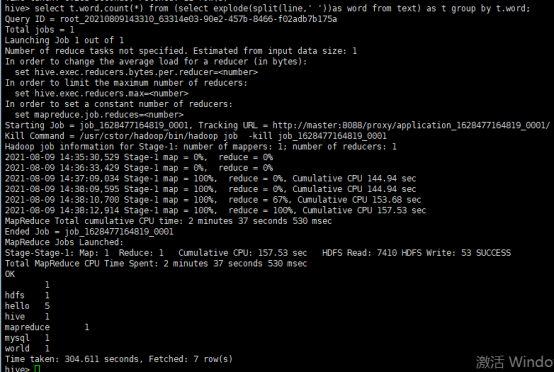 hive> select t.word,count(*) from (select explode(split(line,' '))as word from text) as t group by t.word;
Query ID = root_20210809143310_63314e03-90e2-457b-8466-f02adb7b175a
Total jobs = 1
Launching Job 1 out of 1
Number of reduce tasks not specified. Estimated from input data size: 1
In order to change the average load for a reducer (in bytes):
  set hive.exec.reducers.bytes.per.reducer=<number>
In order to limit the maximum number of reducers:
  set hive.exec.reducers.max=<number>
In order to set a constant number of reducers:
  set mapreduce.job.reduces=<number>
Starting Job = job_1628477164819_0001, Tracking URL = http://master:8088/proxy/application_1628477164819_0001/
Kill Command = /usr/cstor/hadoop/bin/hadoop job  -kill job_1628477164819_0001
Hadoop job information for Stage-1: number of mappers: 1; number of reducers: 1
2021-08-09 14:35:30,529 Stage-1 map = 0%,  reduce = 0%
2021-08-09 14:36:33,429 Stage-1 map = 0%,  reduce = 0%
2021-08-09 14:37:09,034 Stage-1 map = 100%,  reduce = 0%, Cumulative CPU 144.94 sec
2021-08-09 14:38:09,595 Stage-1 map = 100%,  reduce = 0%, Cumulative CPU 144.94 sec
2021-08-09 14:38:10,700 Stage-1 map = 100%,  reduce = 67%, Cumulative CPU 153.68 sec
2021-08-09 14:38:12,914 Stage-1 map = 100%,  reduce = 100%, Cumulative CPU 157.53 sec
MapReduce Total cumulative CPU time: 2 minutes 37 seconds 530 msec
Ended Job = job_1628477164819_0001
MapReduce Jobs Launched:
Stage-Stage-1: Map: 1  Reduce: 1   Cumulative CPU: 157.53 sec   HDFS Read: 7410 HDFS Write: 53 SUCCESS
Total MapReduce CPU Time Spent: 2 minutes 37 seconds 530 msec
OK
        1
hdfs    1
hello   5
hive    1
mapreduce       1
mysql   1
world   1
Time taken: 304.611 seconds, Fetched: 7 row(s)
hive>
激活 Windo